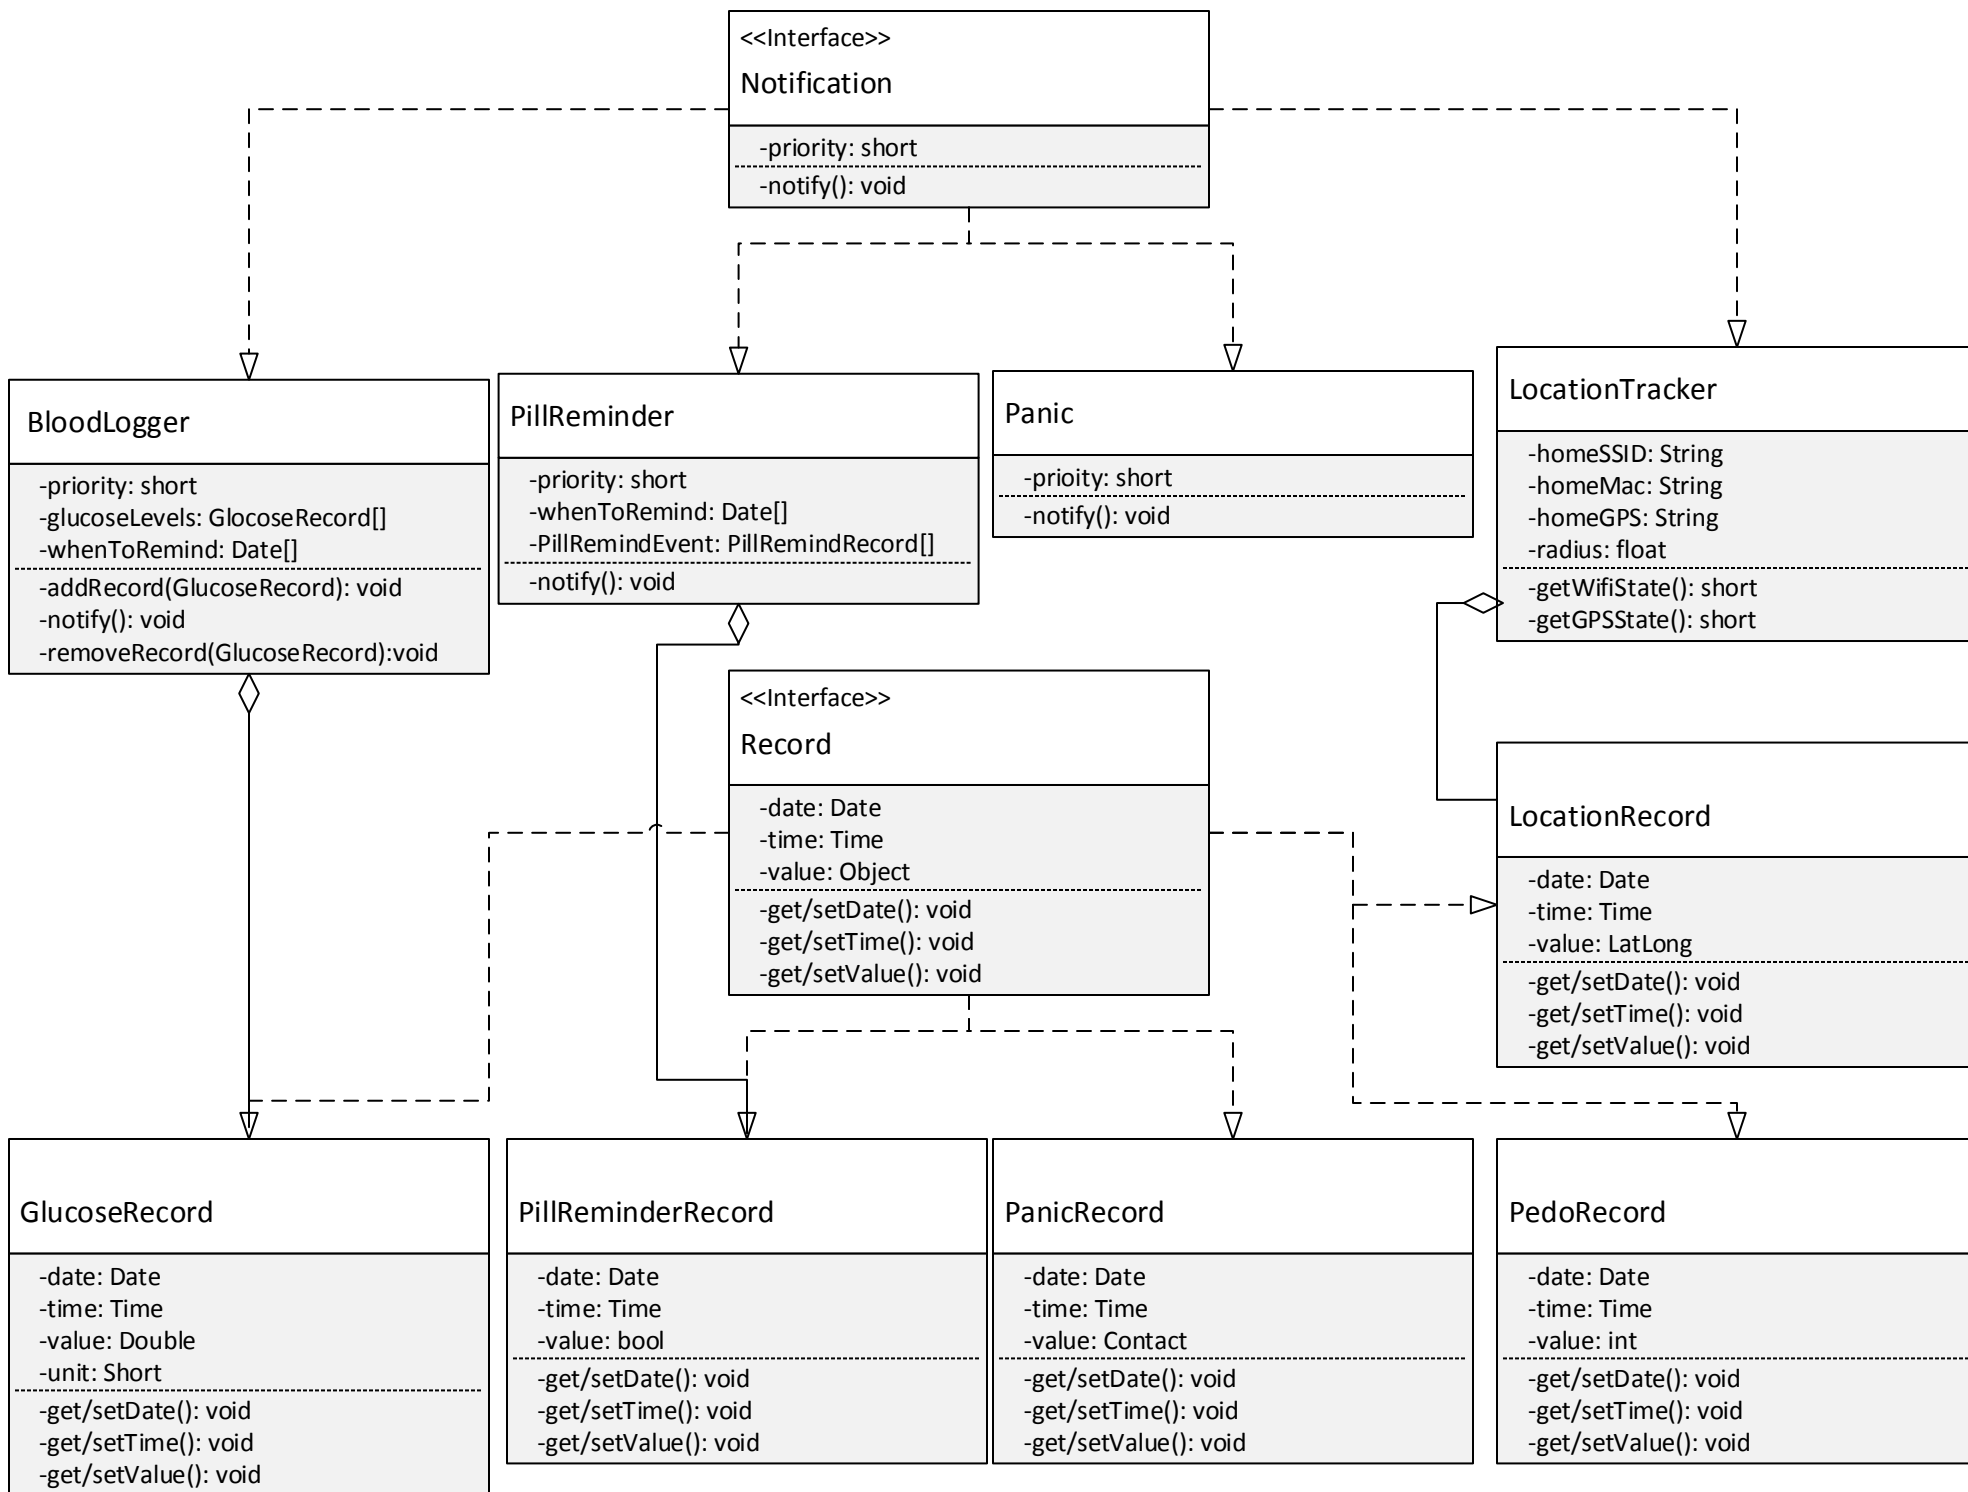 <<Interface>>
Notification
-priority: short
-notify(): void
BloodLogger
-priority: short
-glucoseLevels: GlocoseRecord[]
-whenToRemind: Date[]
-addRecord(GlucoseRecord): void
-notify(): void
-removeRecord(GlucoseRecord):void
PillReminder
-priority: short
-whenToRemind: Date[]
-PillRemindEvent: PillRemindRecord[]
-notify(): void
Panic
-prioity: short
-notify(): void
LocationTracker
-homeSSID: String
-homeMac: String
-homeGPS: String
-radius: float
-getWifiState(): short
-getGPSState(): short
<<Interface>>
Record
-date: Date
-time: Time
-value: Object
-get/setDate(): void
-get/setTime(): void
-get/setValue(): void
LocationRecord
-date: Date
-time: Time
-value: LatLong
-get/setDate(): void
-get/setTime(): void
-get/setValue(): void
GlucoseRecord
-date: Date
-time: Time
-value: Double
-unit: Short
-get/setDate(): void
-get/setTime(): void
-get/setValue(): void
PillReminderRecord
-date: Date
-time: Time
-value: bool
-get/setDate(): void
-get/setTime(): void
-get/setValue(): void
PanicRecord
-date: Date
-time: Time
-value: Contact
-get/setDate(): void
-get/setTime(): void
-get/setValue(): void
PedoRecord
-date: Date
-time: Time
-value: int
-get/setDate(): void
-get/setTime(): void
-get/setValue(): void